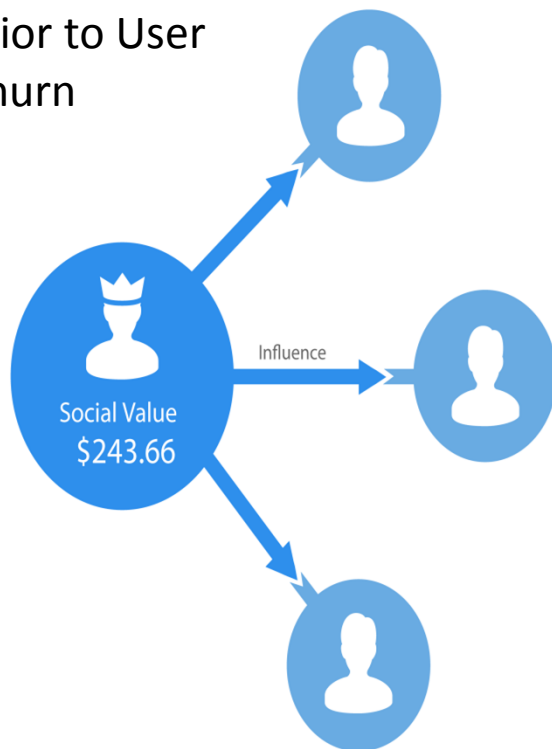 ior to User
hurn
Influence
Social Value
$243.66